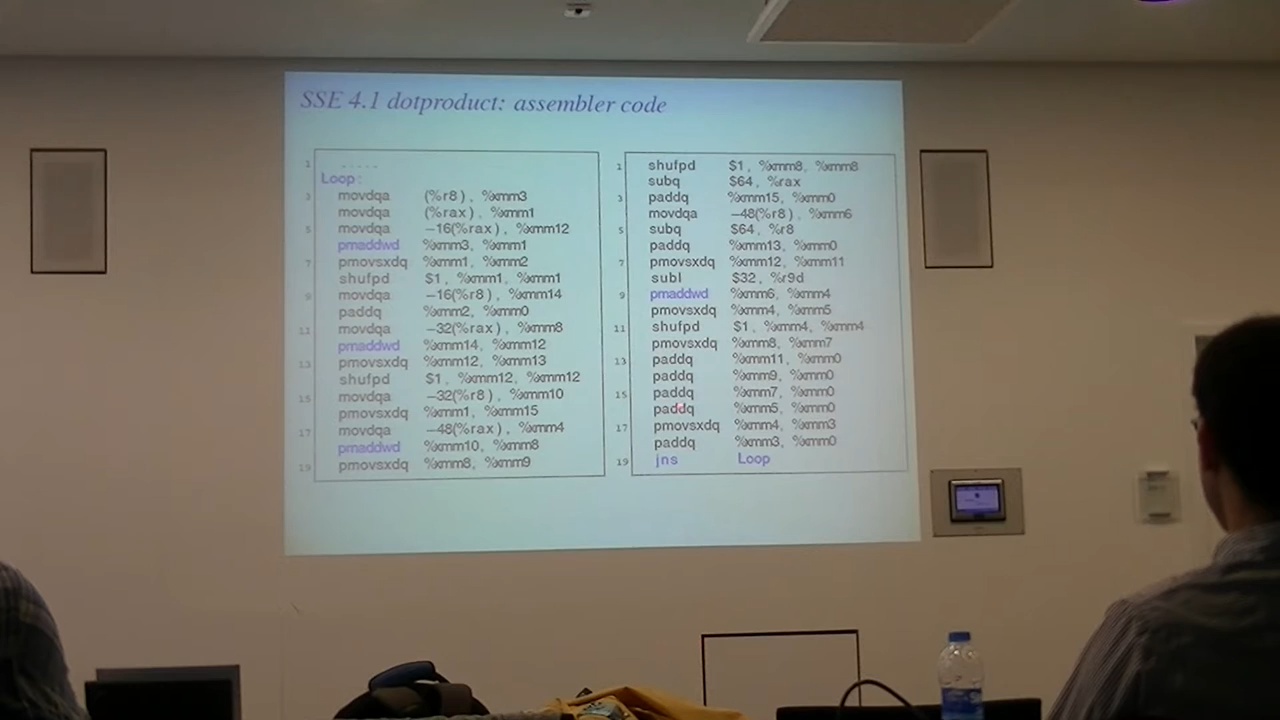 SSE 4.1 dotproduct: assembler code
1 .....
Loop:
3 movdqa (%r8), %xmm3
movdqa (%rax), %xmm1
5 movdqa −16(%rax), %xmm12
pmaddwd %xmm3, %xmm1
7 pmovsxdq %xmm1, %xmm2
shufpd $1, %xmm1, %xmm1
9 movdqa −16(%r8), %xmm14
paddq %xmm2, %xmm0
11 movdqa −32(%rax), %xmm8
pmaddwd %xmm14, %xmm12
13 pmovsxdq %xmm12, %xmm13
shufpd $1, %xmm12, %xmm12
15 movdqa −32(%r8), %xmm10
pmovsxdq %xmm1, %xmm15
17 movdqa −48(%rax), %xmm4
pmaddwd %xmm10, %xmm8
19 pmovsxdq %xmm8, %xmm9
1 shufpd $1, %xmm8, %xmm8
subq $64, %rax
3 paddq %xmm15, %xmm0
movdqa −48(%r8), %xmm6
5 subq $64, %r8
paddq %xmm13, %xmm0
7 pmovsxdq %xmm12, %xmm11
subl $32, %r9d
9 pmaddwd %xmm6, %xmm4
pmovsxdq %xmm4, %xmm5
11 shufpd $1, %xmm4, %xmm4
pmovsxdq %xmm8, %xmm7
13 paddq %xmm11, %xmm0
paddq %xmm9, %xmm0
15 paddq %xmm7, %xmm0
paddq %xmm5, %xmm0
17 pmovsxdq %xmm4, %xmm3
paddq %xmm3, %xmm0
19 jns Loop